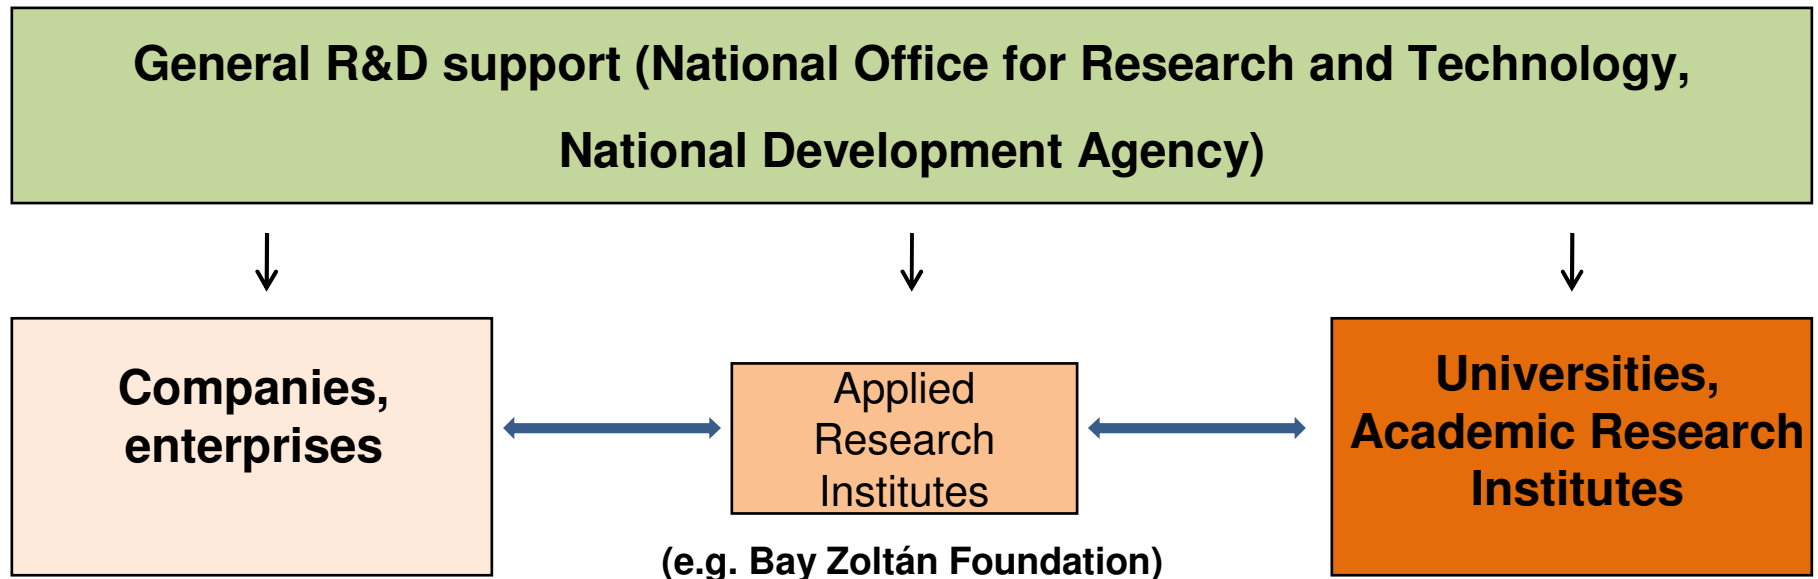 General R&D support (National Office for Research and Technology,
National Development Agency)
Companies,
enterprises
Applied
Research
Institutes
(e.g. Bay Zoltán Foundation)
Universities,
Academic Research
Institutes